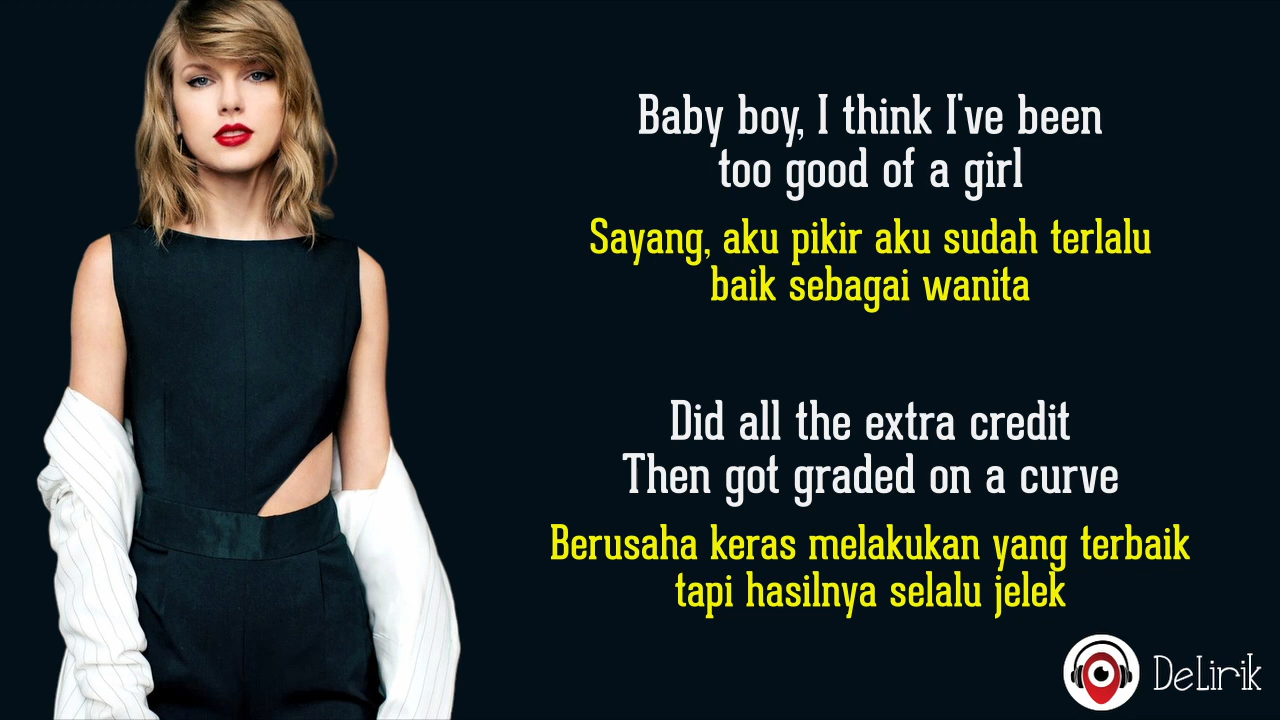 Baby boy, I think I've been
too good of a girl
Sayang, aku pikir aku sudah terlalu
baik sebagai wanita
Did all the extra credit
Then got graded on a curve
Berusaha keras melakukan yang terbaik
tapi hasilnya selalu jelek
DeLirik